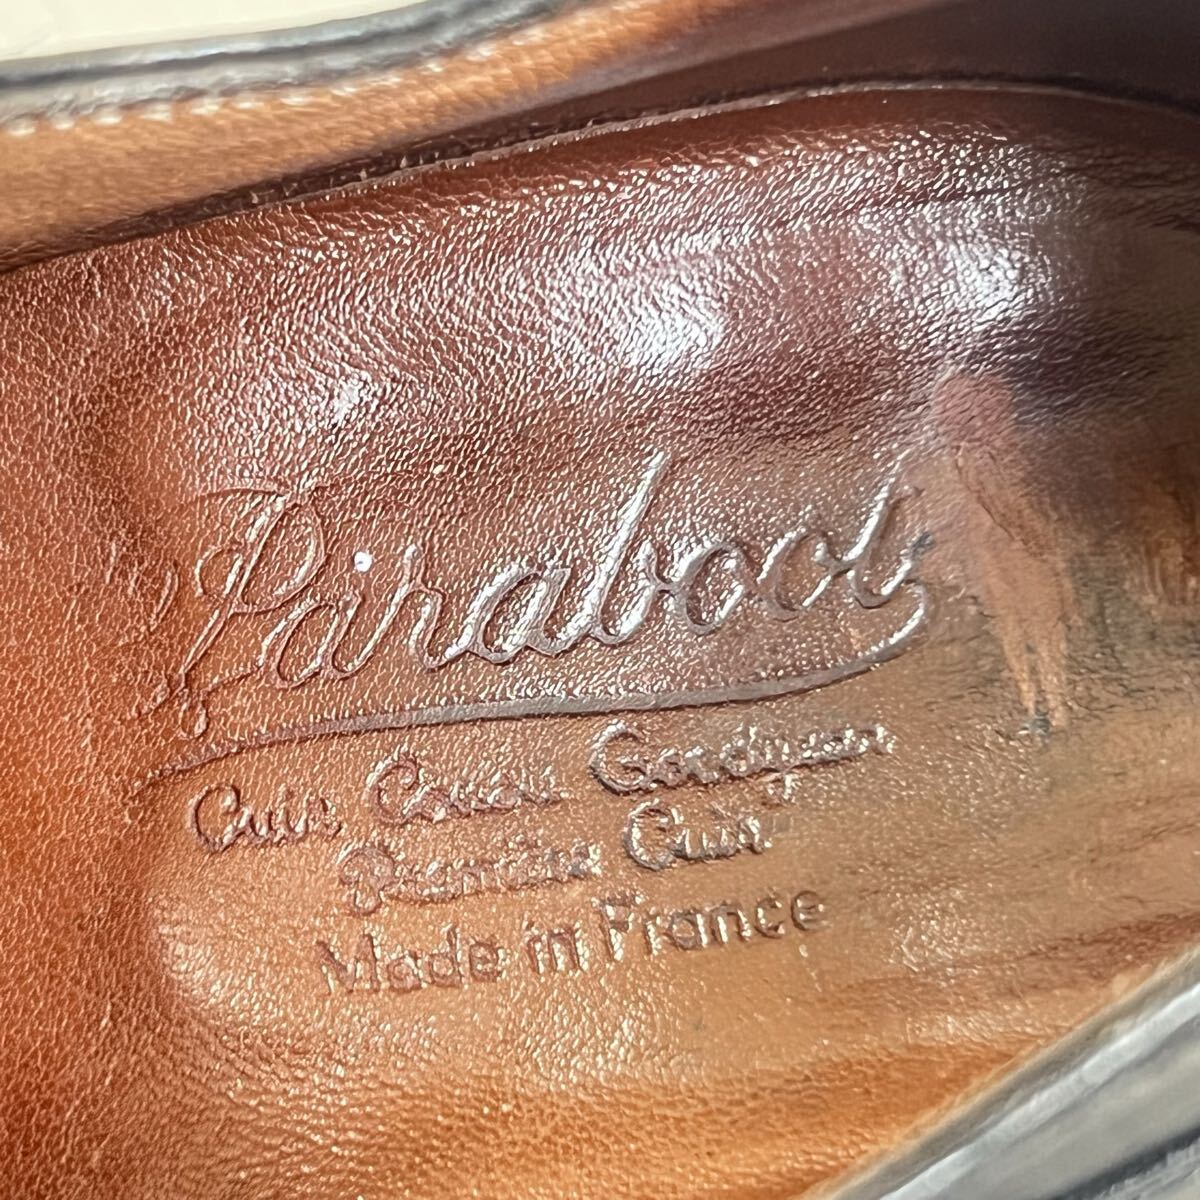 Paraboot
Cuir Cousu Goodyear
Première Cuir
Made in France